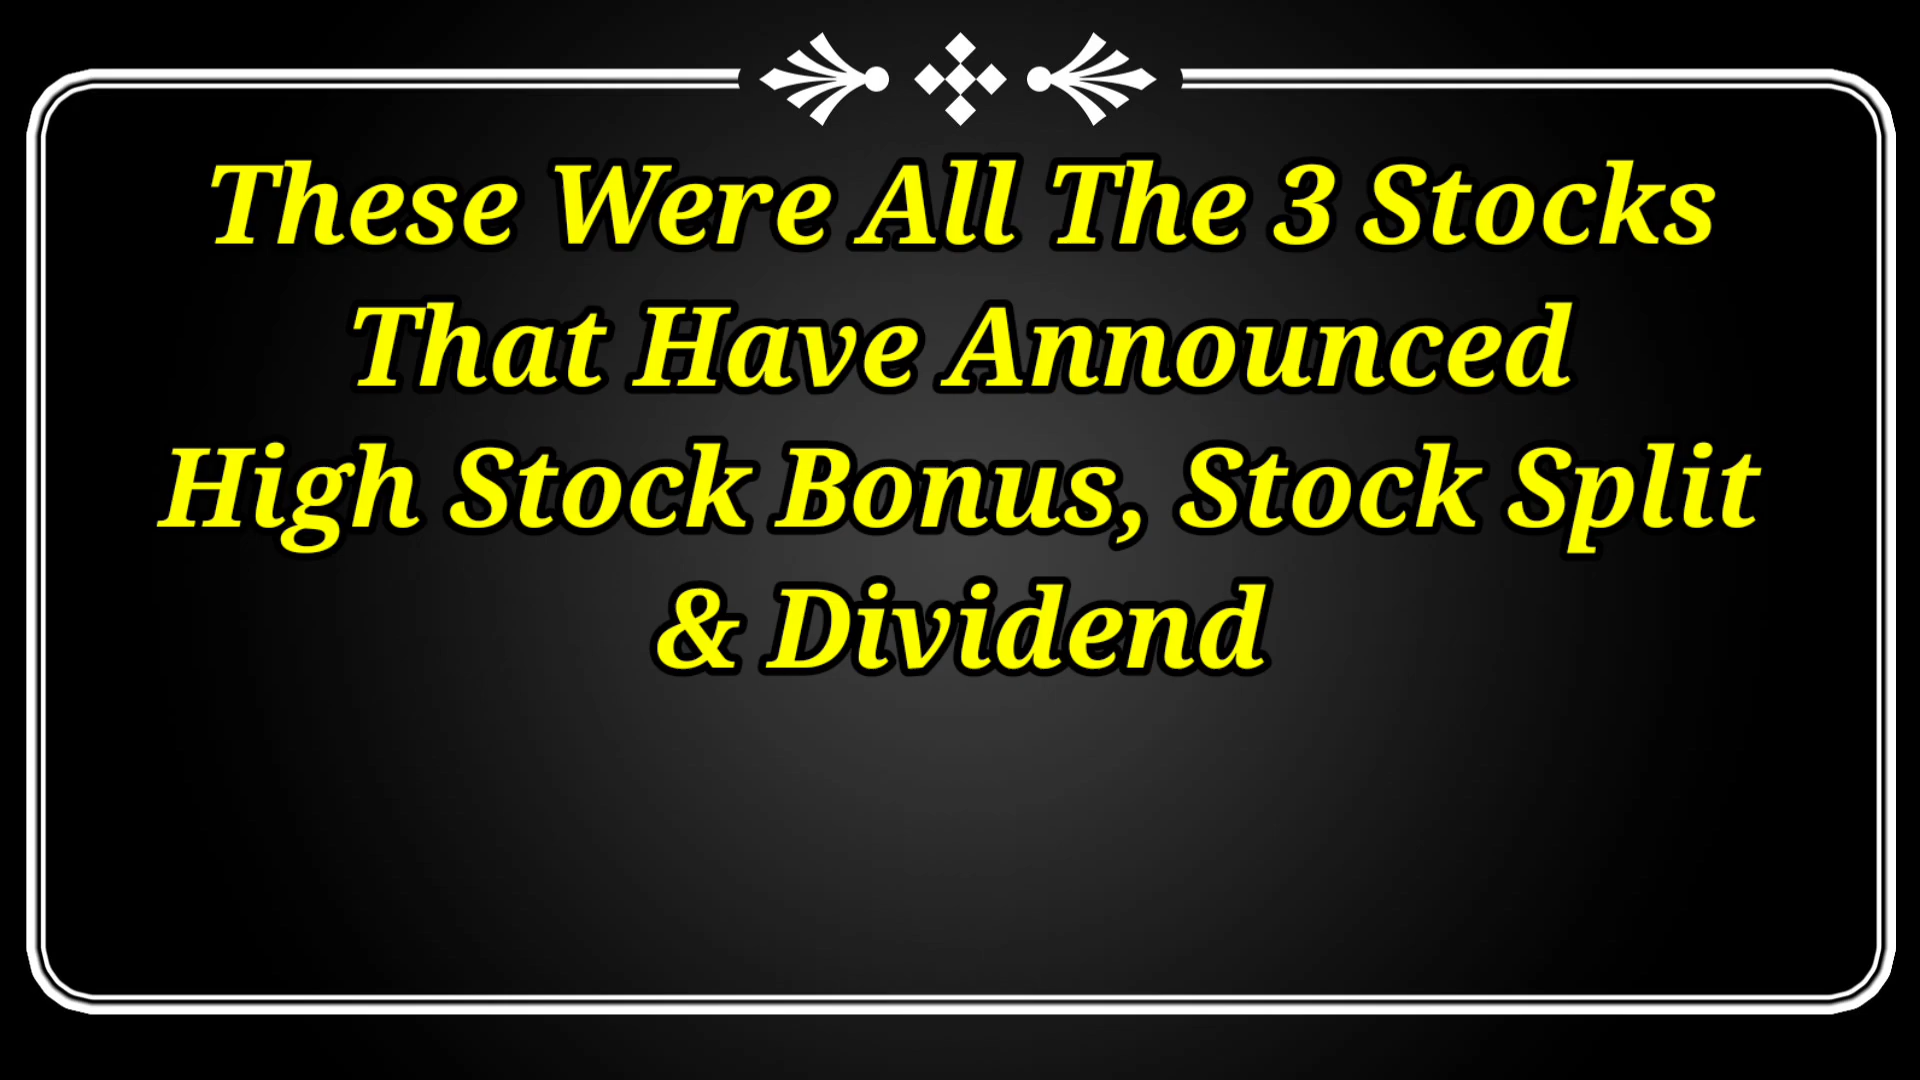 These Were All The 3 Stocks
That Have Announced
High Stock Bonus, Stock Split
& Dividend